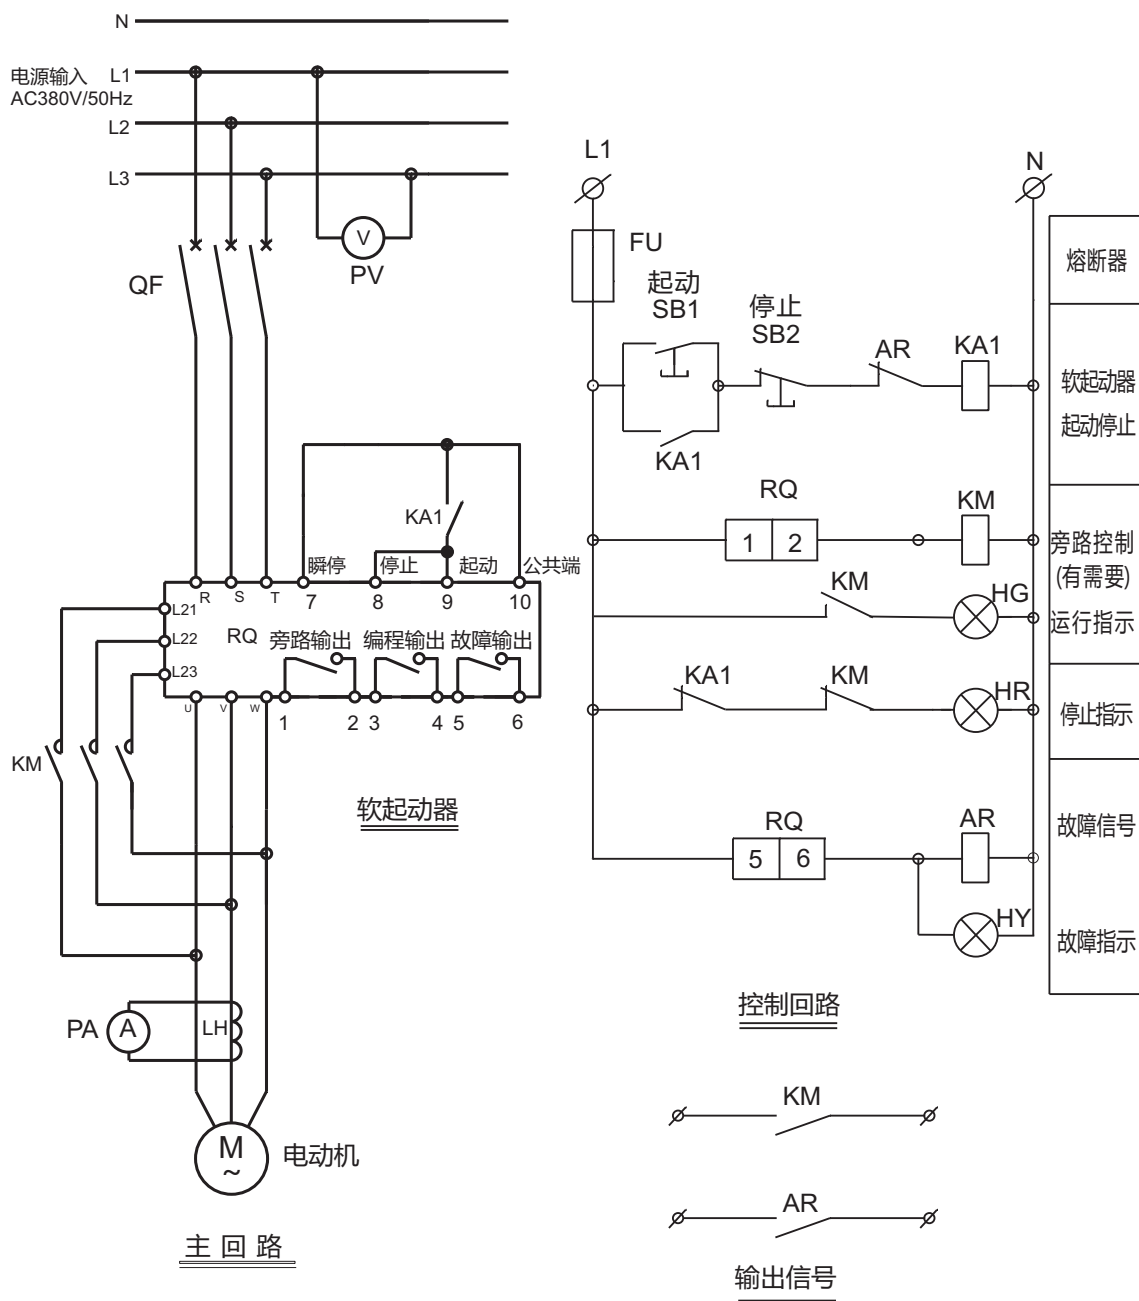 N
电源输入 L1
AC380V/50Hz
L2
L3
V
PV
QF
KA1
瞬停 停止 起动 公共端
R S T 7 8 9 10
L21
L22
L23
RQ 旁路输出 编程输出 故障输出
U V W 1 2 3 4 5 6
KM
软起动器
PA A LH
M
~
电动机
主回路
L1 N
FU
熔断器
起动
SB1
停止
SB2
AR KA1
KA1
软起动器
起动停止
RQ KM
1 2
旁路控制
(有需要)
KM HG
运行指示
KA1 KM HR
停止指示
RQ AR
5 6
故障信号
HY
故障指示
控制回路
KM
AR
输出信号